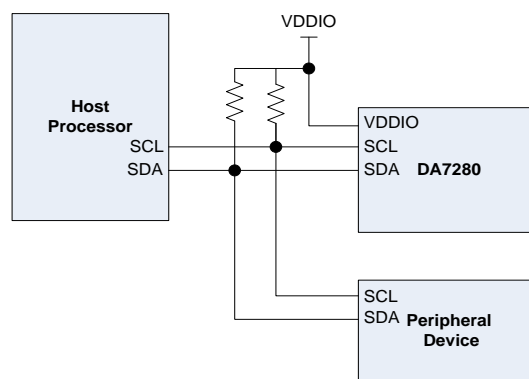 VDDIO
Host
Processor
SCL
SDA
VDDIO
SCL
SDA DA7280
SCL
SDA Peripheral
Device